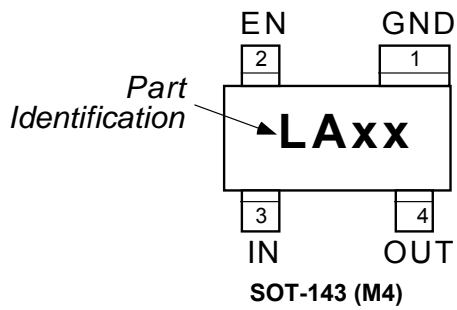 EN GND
2 1
Part
Identification
LAxx
3 4
IN OUT
SOT-143 (M4)